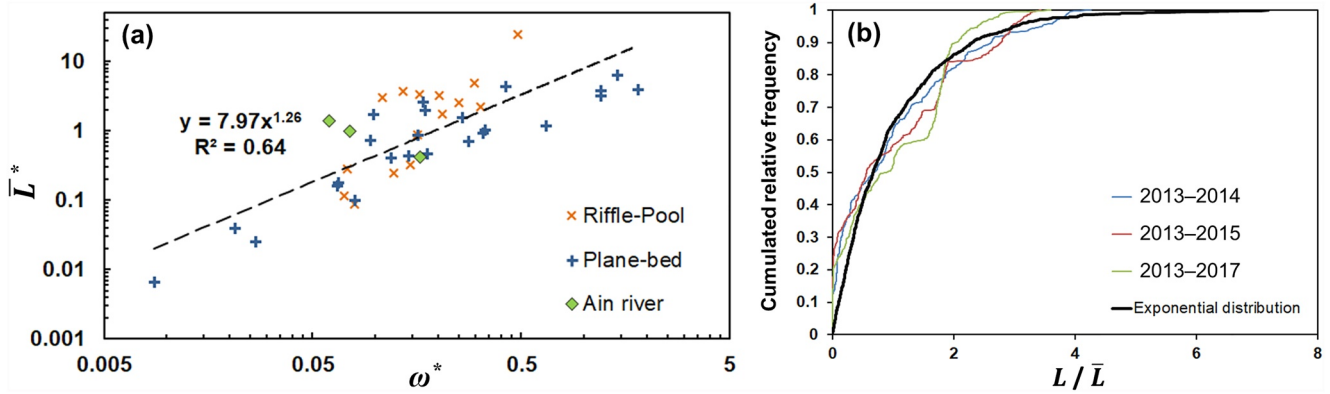 (a)
10
1
0.1
0.01
0.001
L̅*
y = 7.97x^1.26
R² = 0.64
Riffle-Pool
Plane-bed
Ain river
0.005 0.05 0.5 5
ω*
(b)
Cumulated relative frequency
1
0.9
0.8
0.7
0.6
0.5
0.4
0.3
0.2
0.1
0
2013–2014
2013–2015
2013–2017
Exponential distribution
0 2 4 6 8
L / L̅